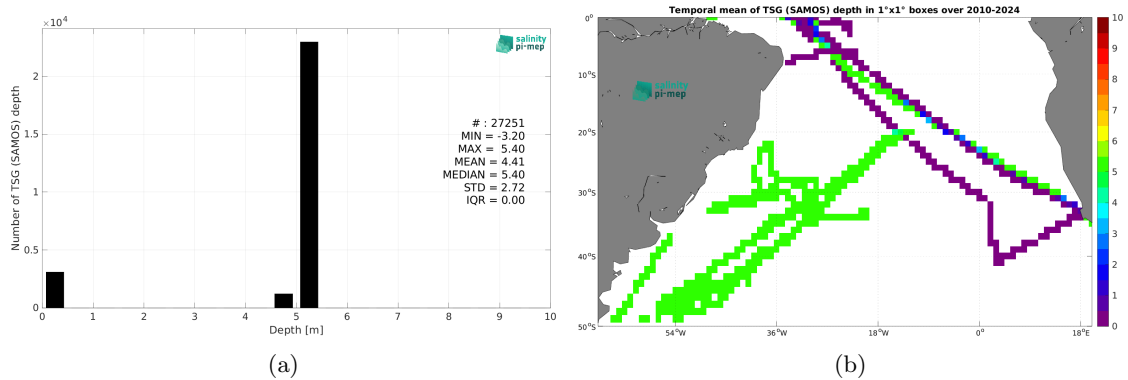 ×10⁴
2
1.5
1
0.5
0
Number of TSG (SAMOS) depth
salinity
pi-mep
# : 27251
MIN = -3.20
MAX = 5.40
MEAN = 4.41
MEDIAN = 5.40
STD = 2.72
IQR = 0.00
0 1 2 3 4 5 6 7 8 9 10
Depth [m]
(a)
Temporal mean of TSG (SAMOS) depth in 1°x1° boxes over 2010-2024
0°
10°S
20°S
30°S
40°S
50°S
salinity
pi-mep
54°W 36°W 18°W 0° 18°E
10
9
8
7
6
5
4
3
2
1
0
(b)